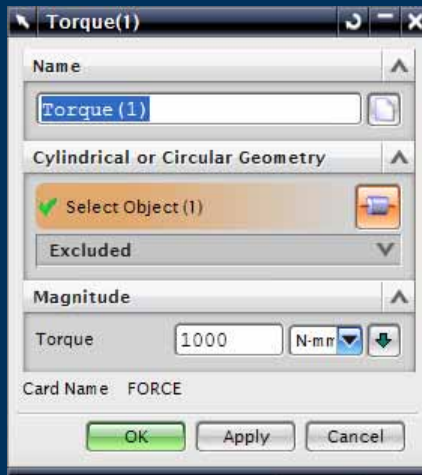 Torque(1)
Name
Torque(1)
Cylindrical or Circular Geometry
Select Object (1)
Excluded
Magnitude
Torque 1000
Card Name FORCE
OK Apply Cancel